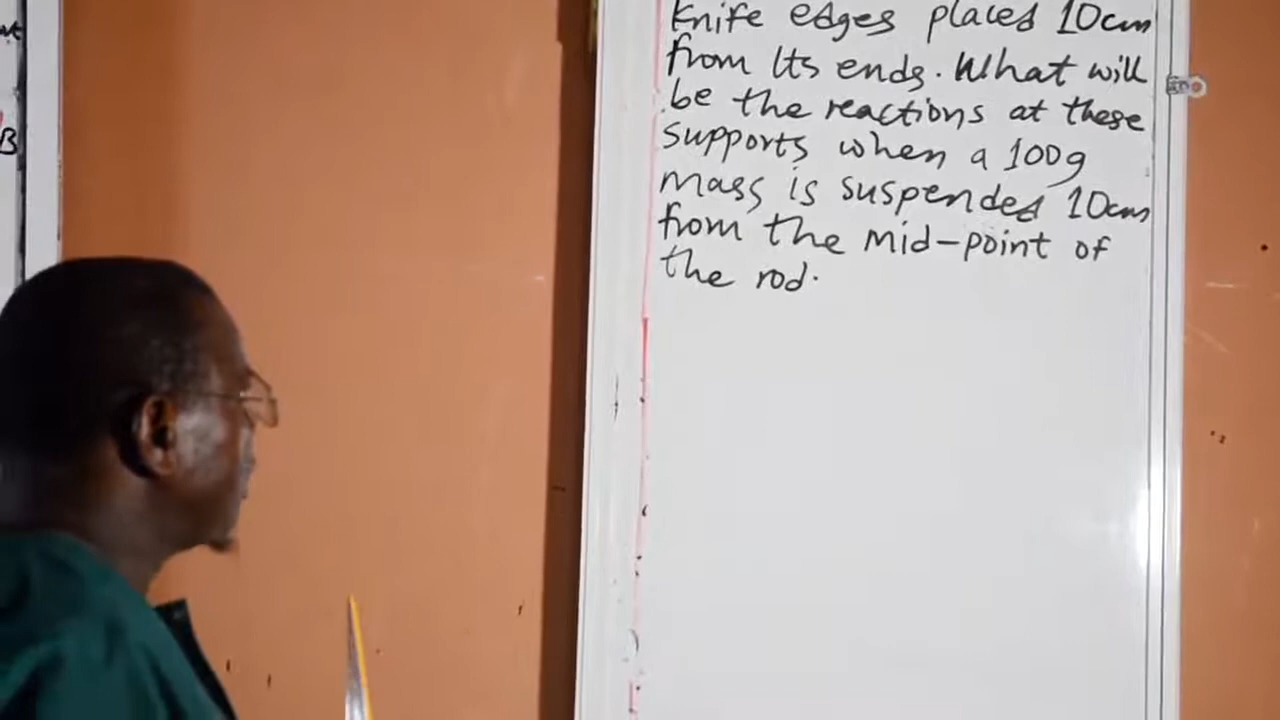 Knife edges placed 10cm
from Its ends. What will
be the reactions at these
supports when a 100g
mass is suspended 10cm
from the mid-point of
the rod.
B